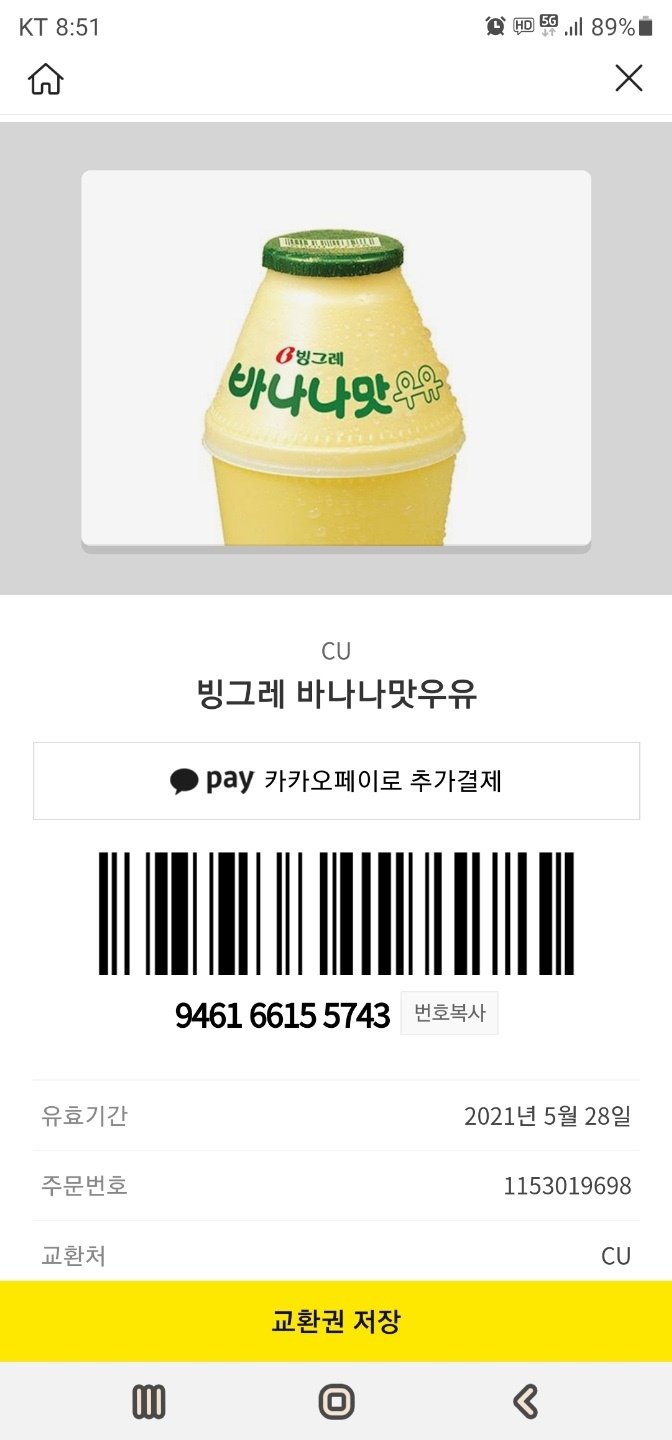 KT 8:51 HD 5G 89%
빙그레
바나나맛우유
CU
빙그레 바나나맛우유
pay 카카오페이로 추가결제
9461 6615 5743 번호복사
유효기간 2021년 5월 28일
주문번호 1153019698
교환처 CU
교환권 저장